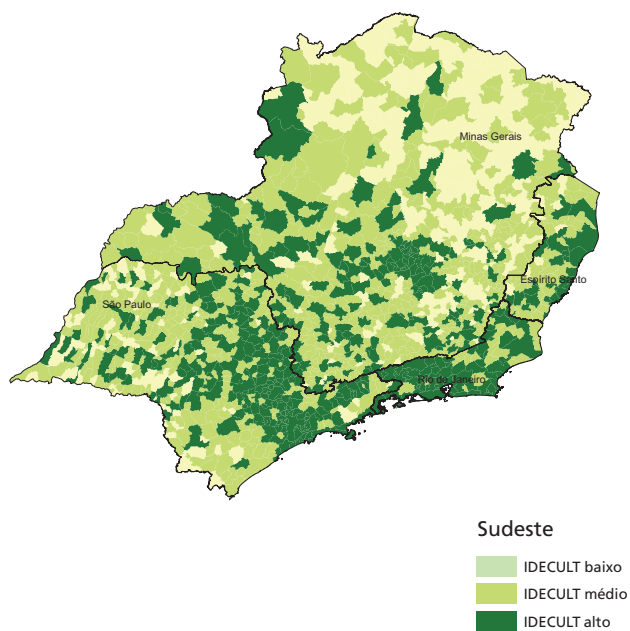 Minas Gerais
Espírito Santo
São Paulo
Rio de Janeiro
Sudeste
IDECULT baixo
IDECULT médio
IDECULT alto